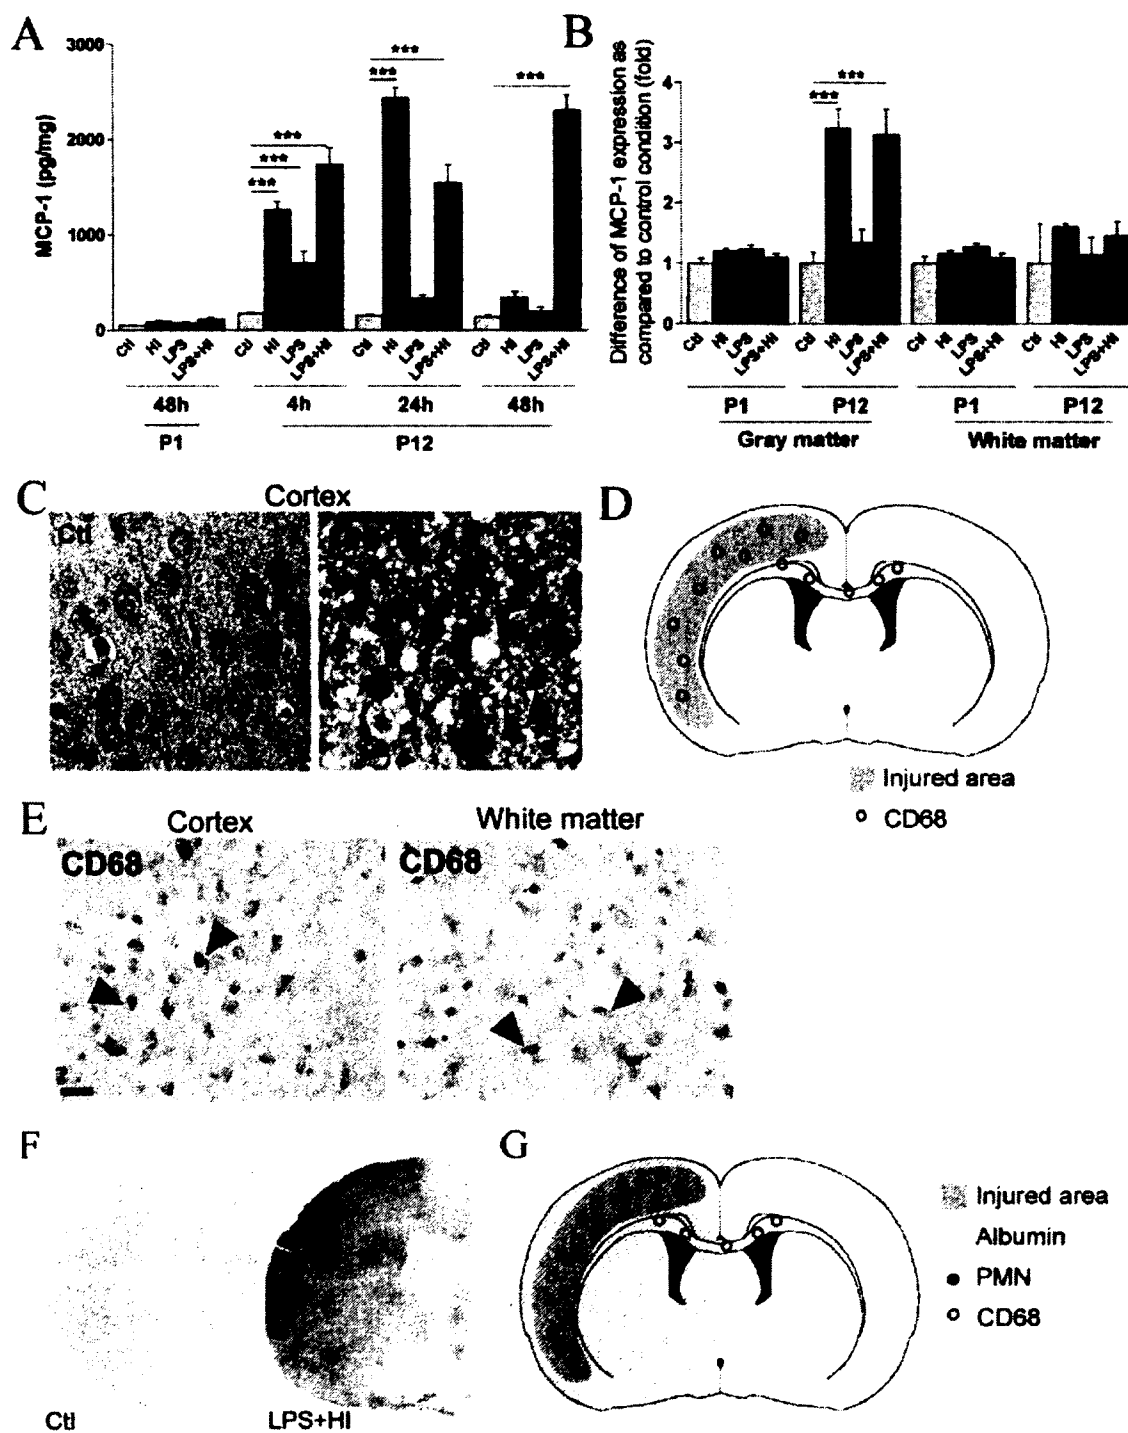 A
MCP-1 (pg/mg)
3000
2000
1000
0
***
***
***
***
***
***
***
Ctl HI LPS LPS+HI Ctl HI LPS LPS+HI Ctl HI LPS LPS+HI Ctl HI LPS LPS+HI
48h 4h 24h 48h
P1 P12
B
Difference of MCP-1 expression as
compared to control condition (fold)
4
3
2
1
0
***
***
Ctl HI LPS LPS+HI Ctl HI LPS LPS+HI Ctl HI LPS LPS+HI Ctl HI LPS LPS+HI
P1 P12 P1 P12
Gray matter White matter
C
Cortex
Ctl
D
Injured area
CD68
E
Cortex White matter
CD68 CD68
F
Ctl LPS+HI
G
Injured area
Albumin
PMN
CD68